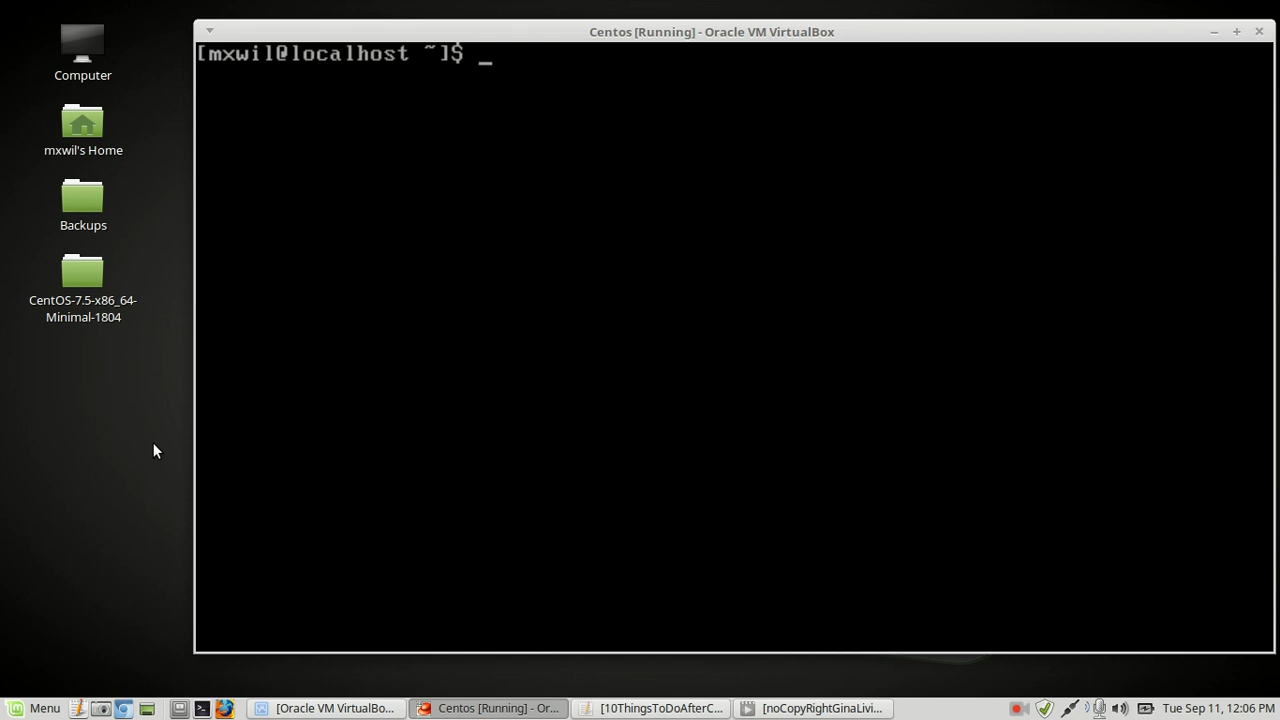 Centos [Running] - Oracle VM VirtualBox
[mxwil@localhost ~]$ _
Computer
mxwil's Home
Backups
CentOS-7.5-x86_64-
Minimal-1804
Menu
[Oracle VM VirtualBo...
Centos [Running] - Or...
[10ThingsToDoAfterC...
[noCopyRightGinaLivi...
Tue Sep 11, 12:06 PM